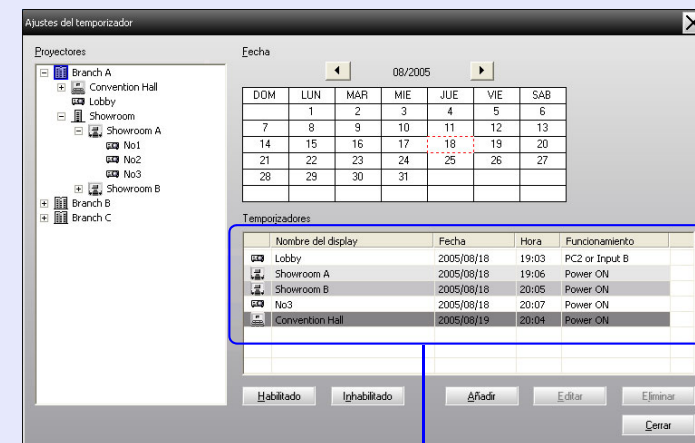 Ajustes del temporizador
Proyectores
Branch A
Convention Hall
Lobby
Showroom
Showroom A
No1
No2
No3
Showroom B
Branch B
Branch C
Fecha
08/2005
DOM LUN MAR MIE JUE VIE SAB
1 2 3 4 5 6
7 8 9 10 11 12 13
14 15 16 17 18 19 20
21 22 23 24 25 26 27
28 29 30 31
Temporizadores
Nombre del display Fecha Hora Funcionamiento
Lobby 2005/08/18 19:03 PC2 or Input B
Showroom A 2005/08/18 19:06 Power ON
Showroom B 2005/08/18 20:05 Power ON
No3 2005/08/18 20:07 Power ON
Convention Hall 2005/08/19 20:04 Power ON
Habilitado Inhabilitado Añadir Editar Eliminar
Cerrar